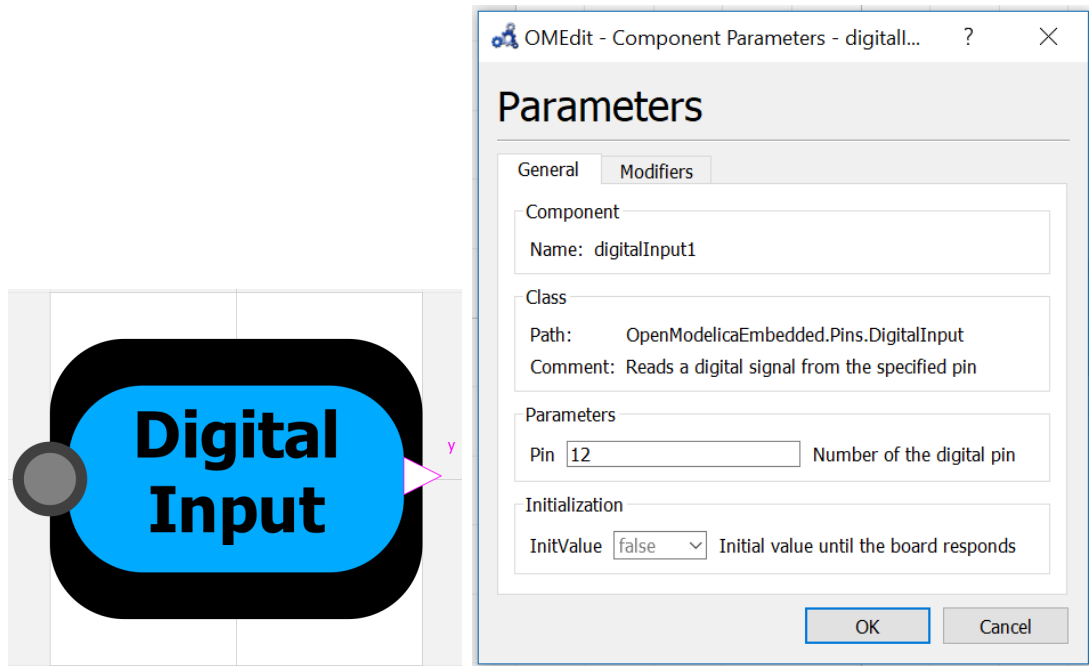 Digital
Input
y
OMEdit - Component Parameters - digitalI... ?
Parameters
General Modifiers
Component
Name: digitalInput1
Class
Path: OpenModelicaEmbedded.Pins.DigitalInput
Comment: Reads a digital signal from the specified pin
Parameters
Pin 12 Number of the digital pin
Initialization
InitValue false Initial value until the board responds
OK Cancel